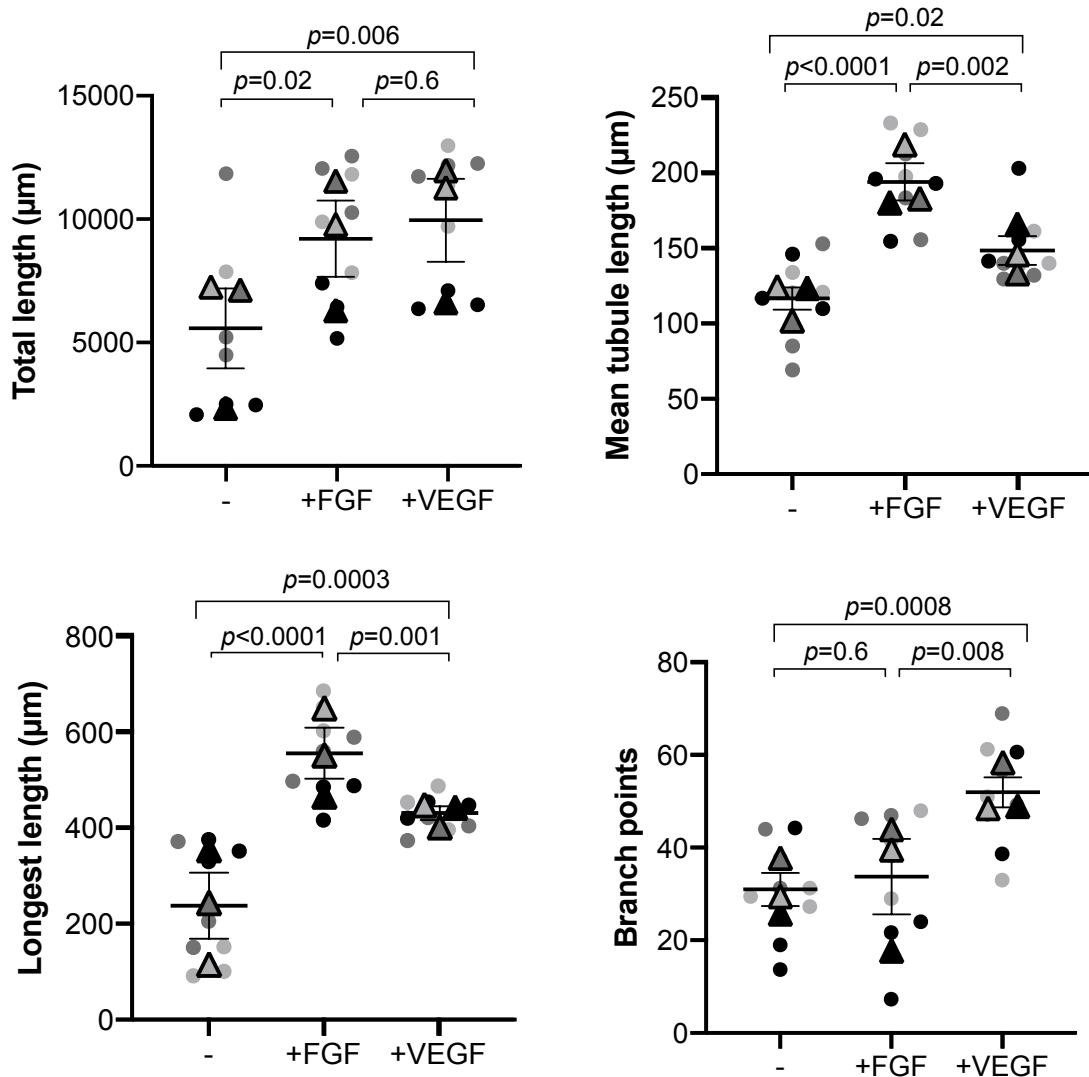 p=0.006
p=0.02 p=0.6
Total length (µm)
15000
10000
5000
0
- +FGF +VEGF
p=0.02
p<0.0001 p=0.002
Mean tubule length (µm)
250
200
150
100
50
0
- +FGF +VEGF
p=0.0003
p<0.0001 p=0.001
Longest length (µm)
800
600
400
200
0
- +FGF +VEGF
p=0.0008
p=0.6 p=0.008
Branch points
80
60
40
20
0
- +FGF +VEGF